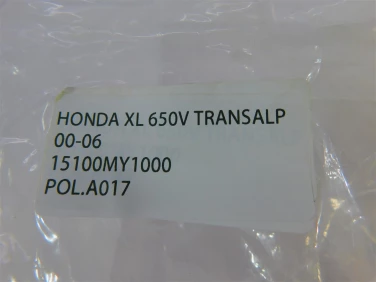 HONDA XL 650V TRANSALP
00-06
15100MY1000
POL.A017